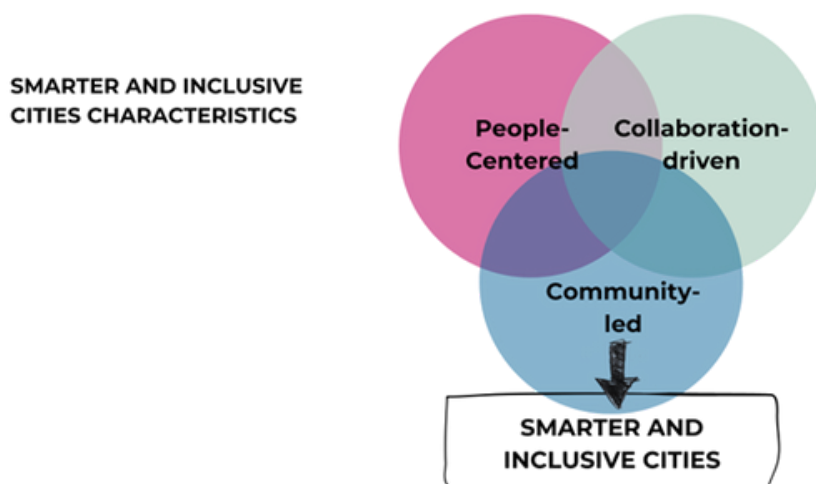 SMARTER AND INCLUSIVE
CITIES CHARACTERISTICS
People-
Centered
Collaboration-
driven
Community-
led
SMARTER AND
INCLUSIVE CITIES